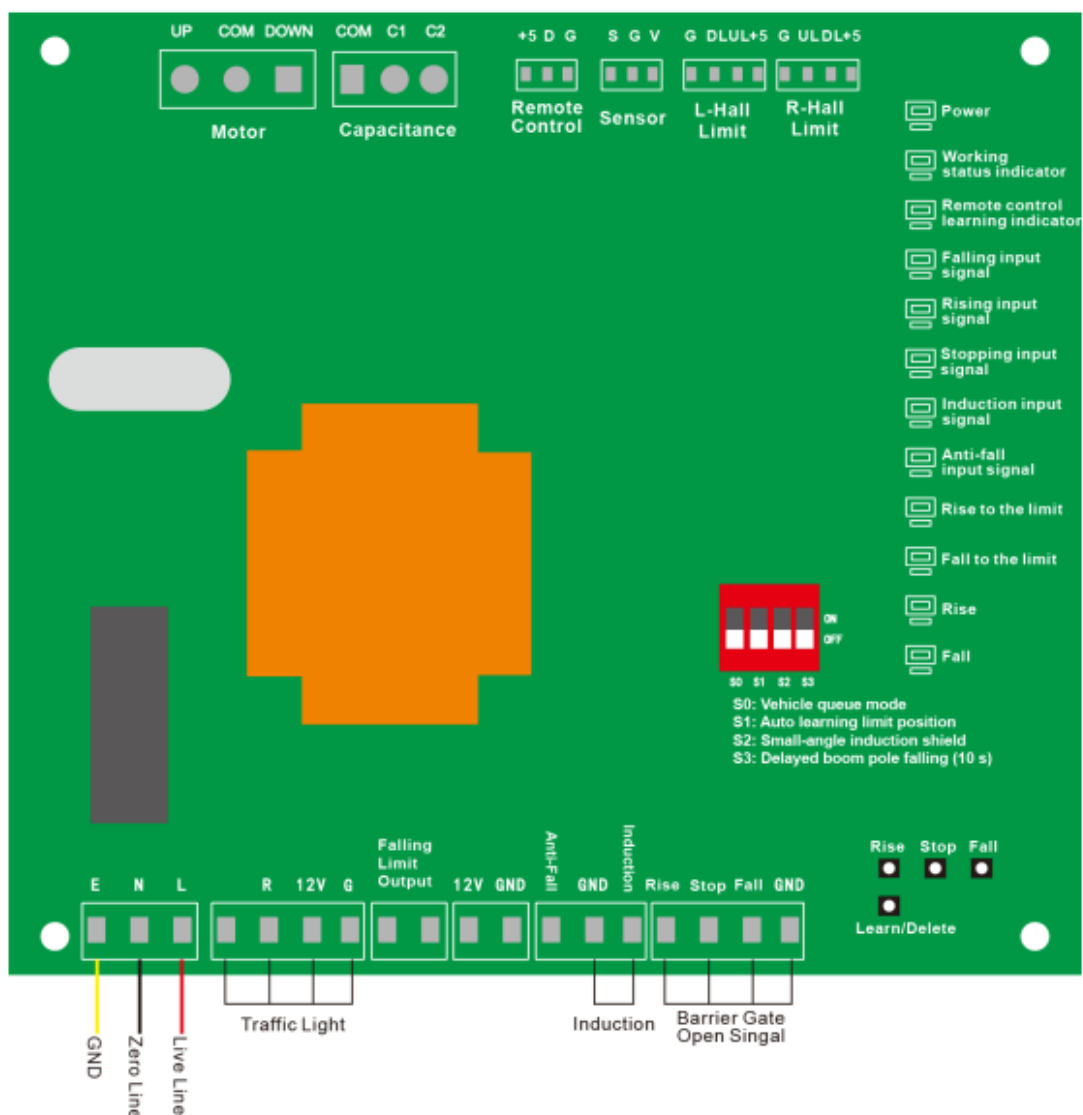 UP COM DOWN
COM C1 C2
+5 D G
S G V
G DLUL+5
G ULDL+5
Motor
Capacitance
Remote
Control
Sensor
L-Hall
Limit
R-Hall
Limit
Power
Working
status indicator
Remote control
learning indicator
Falling input
signal
Rising input
signal
Stopping input
signal
Induction input
signal
Anti-fall
input signal
Rise to the limit
Fall to the limit
Rise
Fall
ON
OFF
S0 S1 S2 S3
S0: Vehicle queue mode
S1: Auto learning limit position
S2: Small-angle induction shield
S3: Delayed boom pole falling (10 s)
Rise Stop Fall
Learn/Delete
E N L
R 12V G
Falling
Limit
Output
12V GND
Anti-Fall
GND
Induction
Rise Stop Fall GND
GND
Zero Line
Live Line
Traffic Light
Induction
Barrier Gate
Open Singal